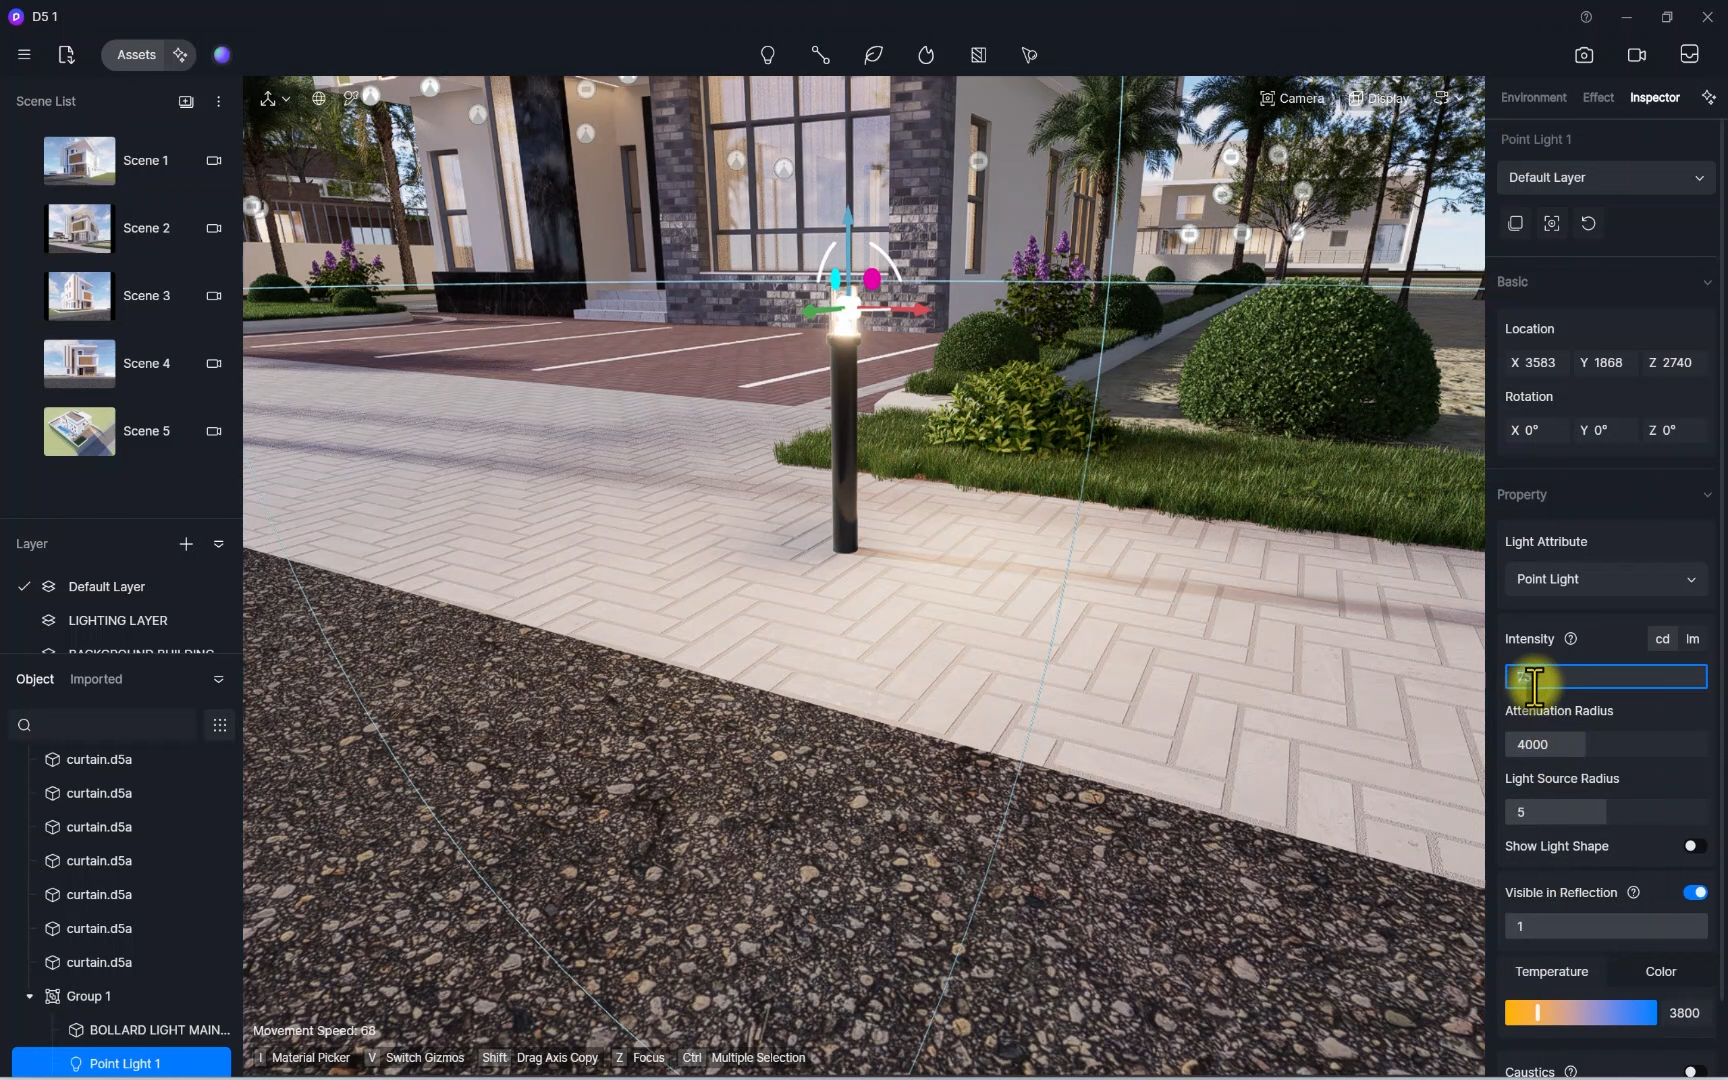 D5 1
Assets
Scene List
Scene 1
Scene 2
Scene 3
Scene 4
Scene 5
Layer
Default Layer
LIGHTING LAYER
BACKGROUND BUILDING
Object Imported
curtain.d5a
curtain.d5a
curtain.d5a
curtain.d5a
curtain.d5a
curtain.d5a
curtain.d5a
Group 1
BOLLARD LIGHT MAIN...
Point Light 1
Camera Display
Movement Speed: 68
I Material Picker V Switch Gizmos Shift Drag Axis Copy Z Focus Ctrl Multiple Selection
Environment Effect Inspector
Point Light 1
Default Layer
Basic
Location
X 3583 Y 1868 Z 2740
Rotation
X 0° Y 0° Z 0°
Property
Light Attribute
Point Light
Intensity cd lm
Attenuation Radius
4000
Light Source Radius
5
Show Light Shape
Visible in Reflection
1
Temperature Color
3800
Caustics